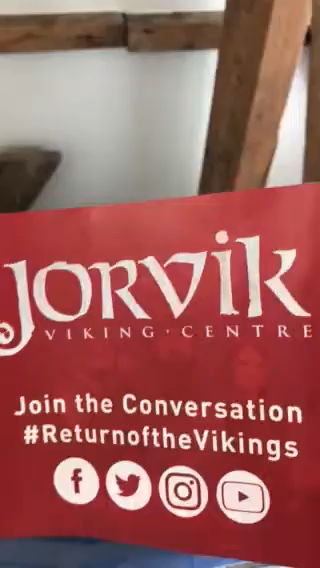 JORViK
VIKING · CENTRE
Join the Conversation
#ReturnoftheVikings